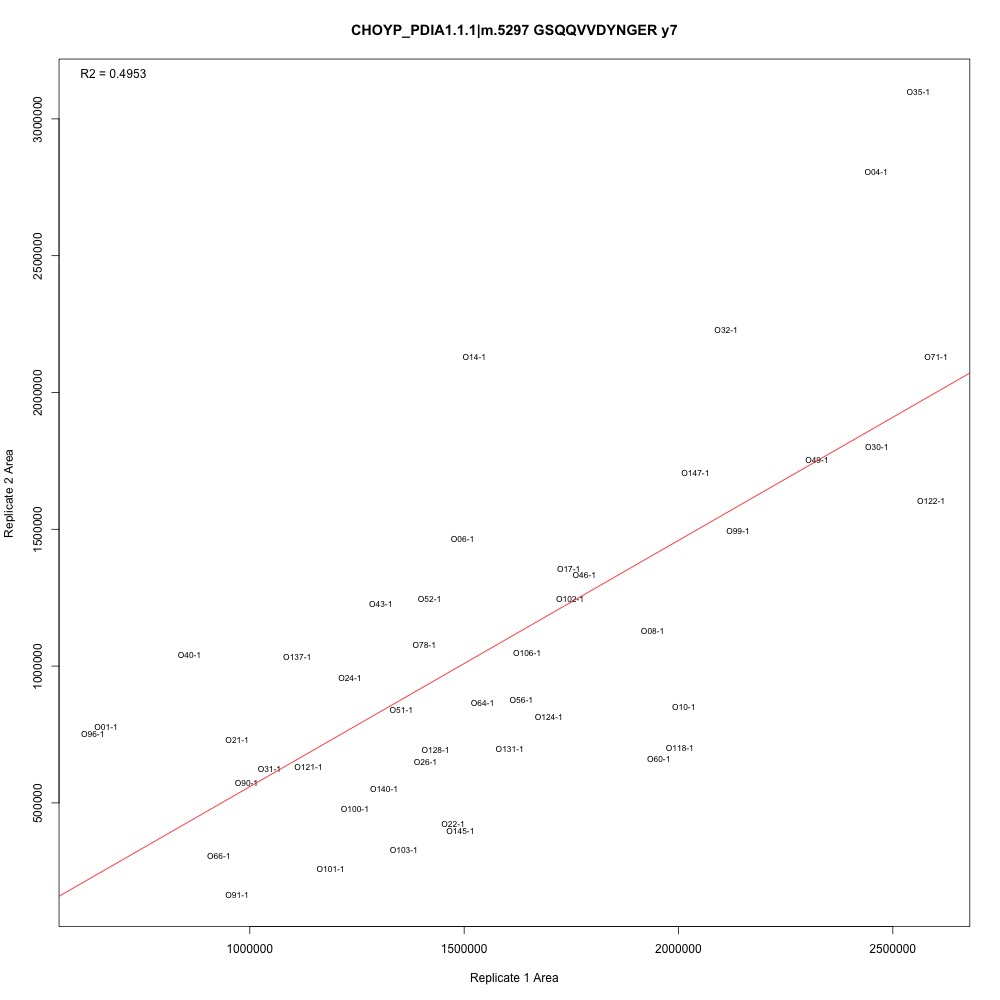 CHOYP_PDIA1.1.1|m.5297 GSQQVVDYNGER y7
R2 = 0.4953
O35-1
O04-1
O32-1
O14-1
O71-1
O30-1
O49-1
O147-1
O122-1
O99-1
O06-1
O17-1
O46-1
O52-1
O102-1
O43-1
O08-1
O78-1
O106-1
O40-1
O137-1
O24-1
O56-1
O64-1
O10-1
O51-1
O124-1
O01-1
O96-1
O21-1
O128-1
O131-1
O118-1
O60-1
O26-1
O31-1
O121-1
O90-1
O140-1
O100-1
O22-1
O145-1
O103-1
O66-1
O101-1
O91-1
3000000
2500000
2000000
1500000
1000000
500000
Replicate 2 Area
1000000
1500000
2000000
2500000
Replicate 1 Area